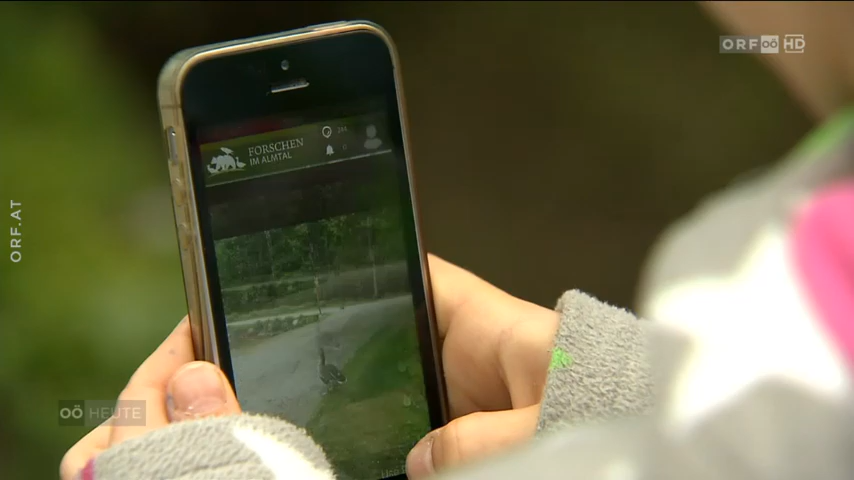 ORF OÖ HD
FORSCHEN
IM ALMTAL
ORF.AT
OÖ HEUTE